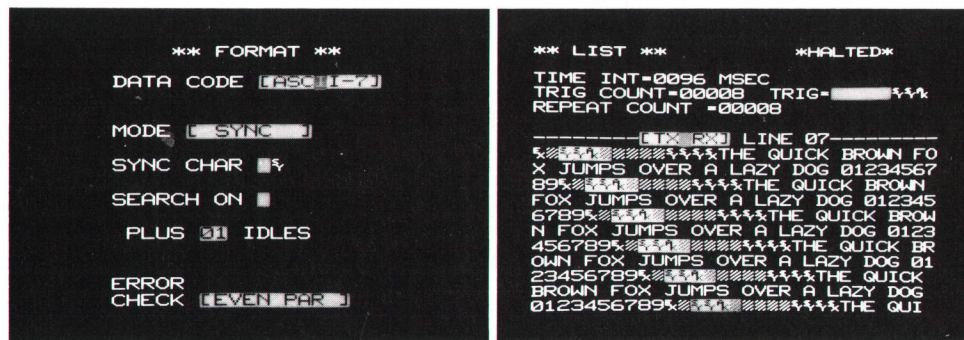 ** FORMAT **
DATA CODE [ASCII-7]
MODE [ SYNC ]
SYNC CHAR
SEARCH ON
PLUS 01 IDLES
ERROR
CHECK [EVEN PAR ]
** LIST ** *HALTED*
TIME INT=0096 MSEC
TRIG COUNT=00008 TRIG=
REPEAT COUNT =00008
----------[TX RX] LINE 07----------
THE QUICK BROWN FO
X JUMPS OVER A LAZY DOG 01234567
89 THE QUICK BROWN
FOX JUMPS OVER A LAZY DOG 012345
6789 THE QUICK BROW
N FOX JUMPS OVER A LAZY DOG 0123
456789 THE QUICK BR
OWN FOX JUMPS OVER A LAZY DOG 01
23456789 THE QUICK
BROWN FOX JUMPS OVER A LAZY DOG
0123456789 THE QUI